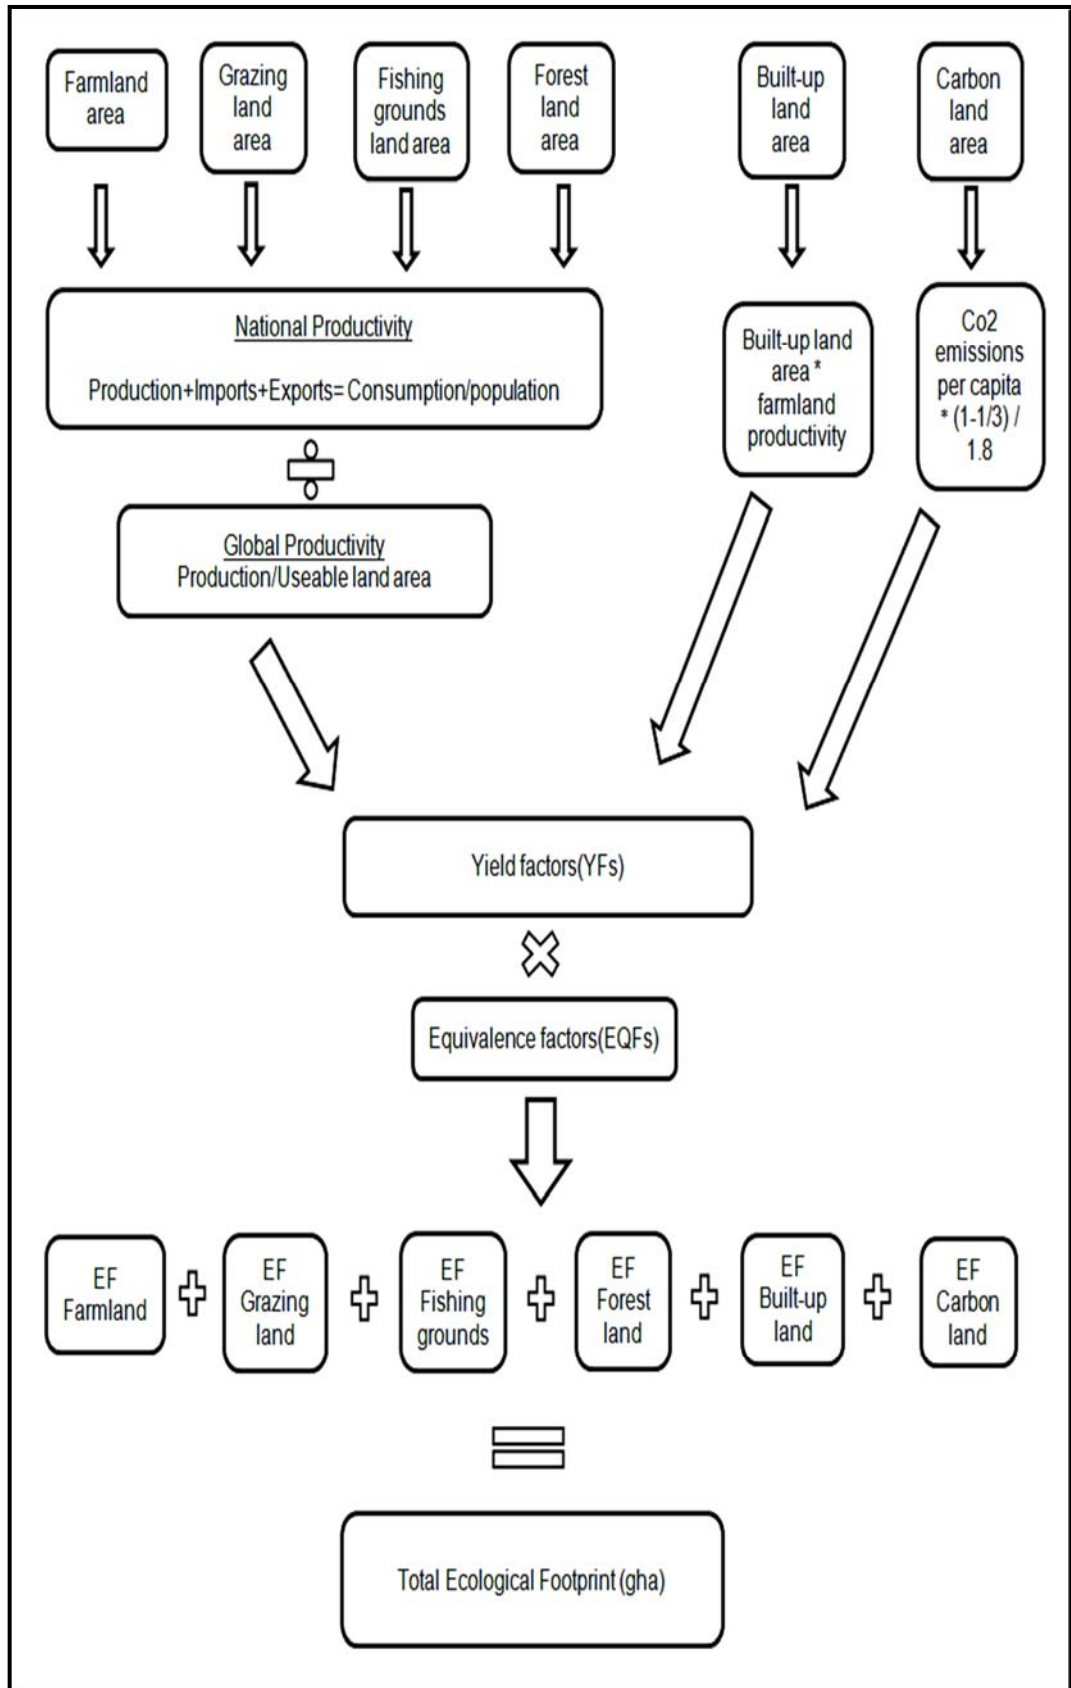 Farmland
area
Grazing
land
area
Fishing
grounds
land area
Forest
land
area
Built-up
land
area
Carbon
land
area
National Productivity
Production+Imports+Exports= Consumption/population
Built-up land
area *
farmland
productivity
Co2
emissions
per capita
* (1-1/3) /
1.8
Global Productivity
Production/Useable land area
Yield factors(YFs)
Equivalence factors(EQFs)
EF
Farmland
EF
Grazing
land
EF
Fishing
grounds
EF
Forest
land
EF
Built-up
land
EF
Carbon
land
Total Ecological Footprint (gha)